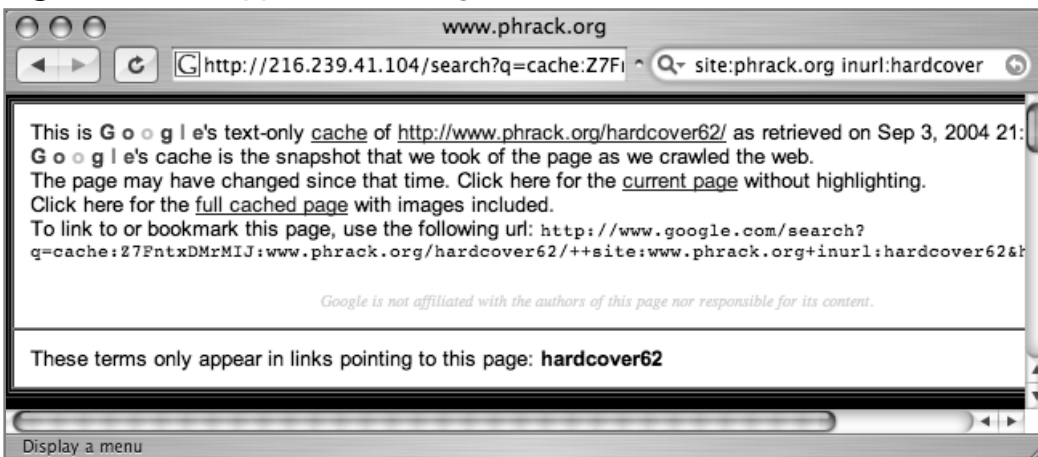 www.phrack.org
http://216.239.41.104/search?q=cache:Z7F
site:phrack.org inurl:hardcover
This is Google's text-only cache of http://www.phrack.org/hardcover62/ as retrieved on Sep 3, 2004 21:
Google's cache is the snapshot that we took of the page as we crawled the web.
The page may have changed since that time. Click here for the current page without highlighting.
Click here for the full cached page with images included.
To link to or bookmark this page, use the following url: http://www.google.com/search?
q=cache:Z7FntxDMrMIJ:www.phrack.org/hardcover62/++site:www.phrack.org+inurl:hardcover62&h
Google is not affiliated with the authors of this page nor responsible for its content.
These terms only appear in links pointing to this page: hardcover62
Display a menu